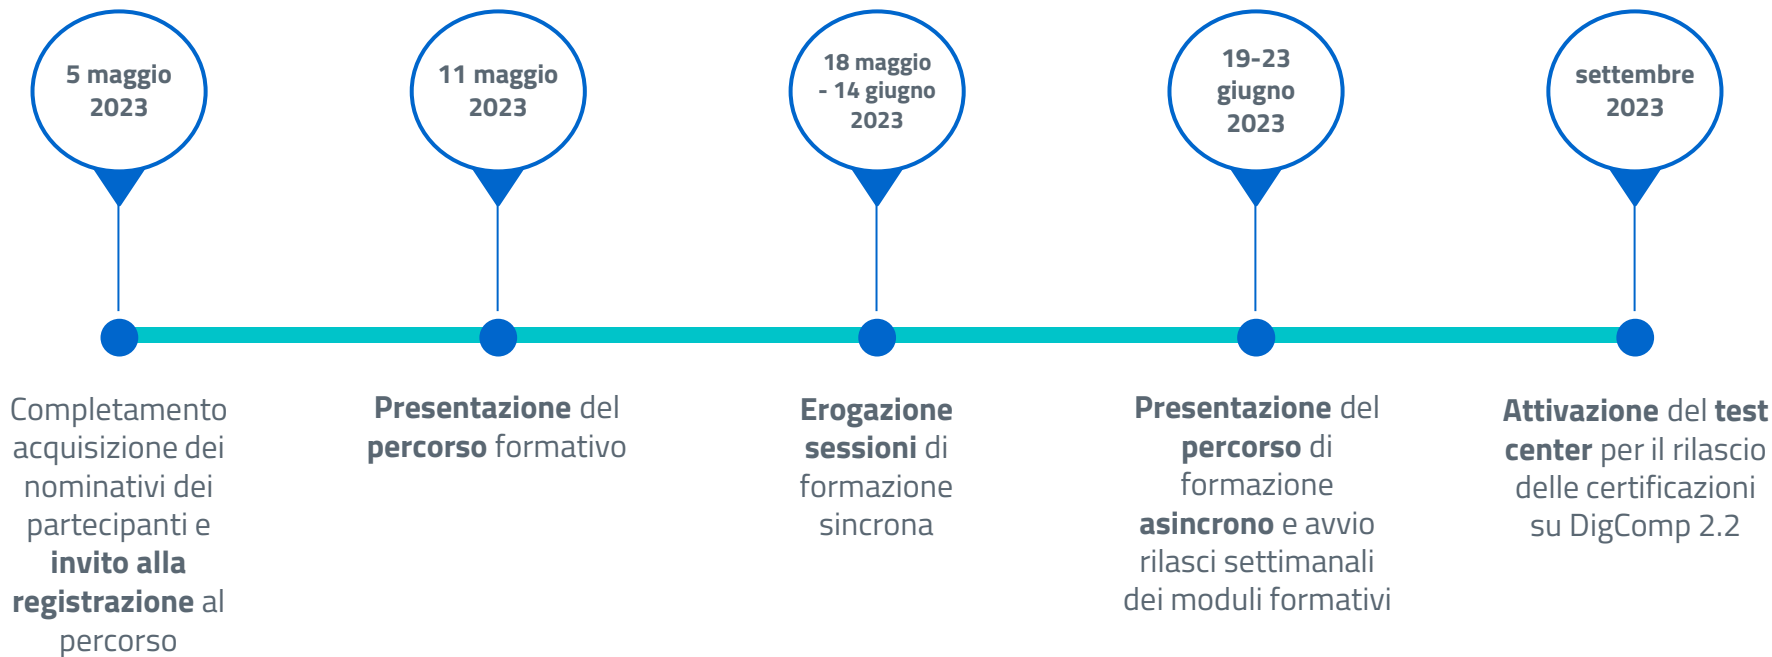 5 maggio
2023
11 maggio
2023
18 maggio
- 14 giugno
2023
19-23
giugno
2023
settembre
2023
Completamento
acquisizione dei
nominativi dei
partecipanti e
invito alla
registrazione al
percorso
Presentazione del
percorso formativo
Erogazione
sessioni di
formazione
sincrona
Presentazione del
percorso di
formazione
asincrono e avvio
rilasci settimanali
dei moduli formativi
Attivazione del test
center per il rilascio
delle certificazioni
su DigComp 2.2